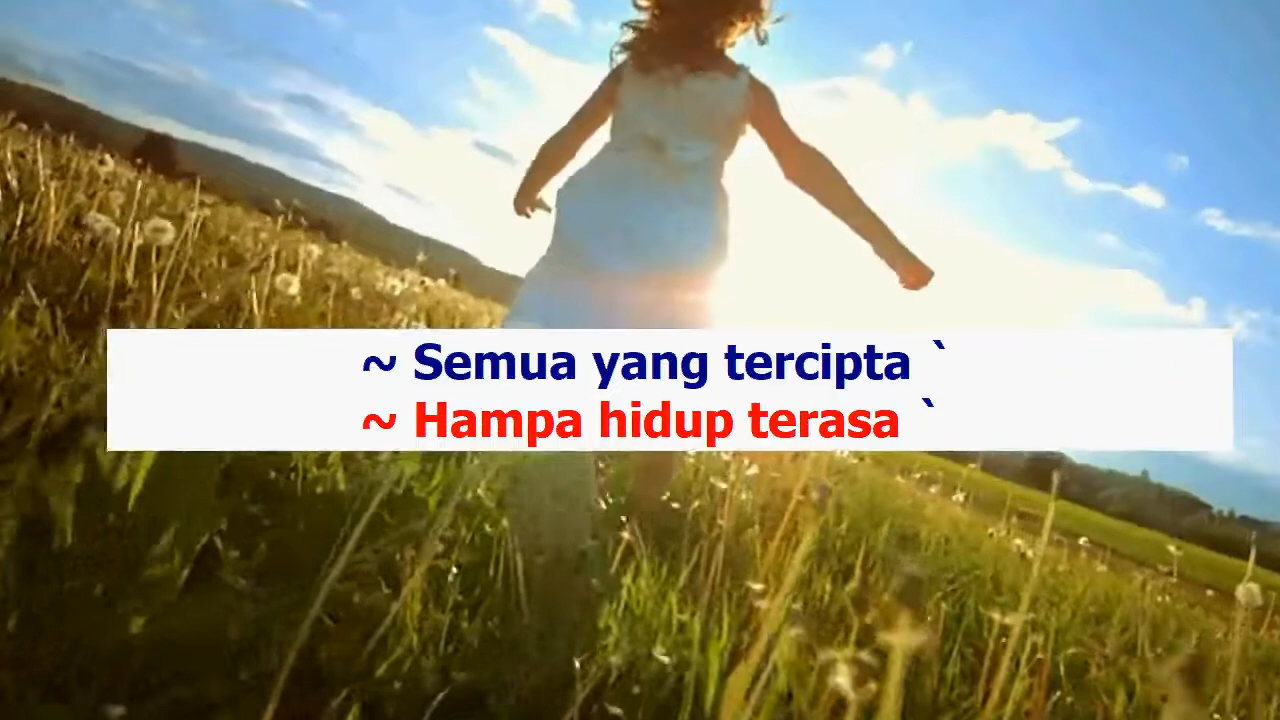 ~ Semua yang tercipta `
~ Hampa hidup terasa `